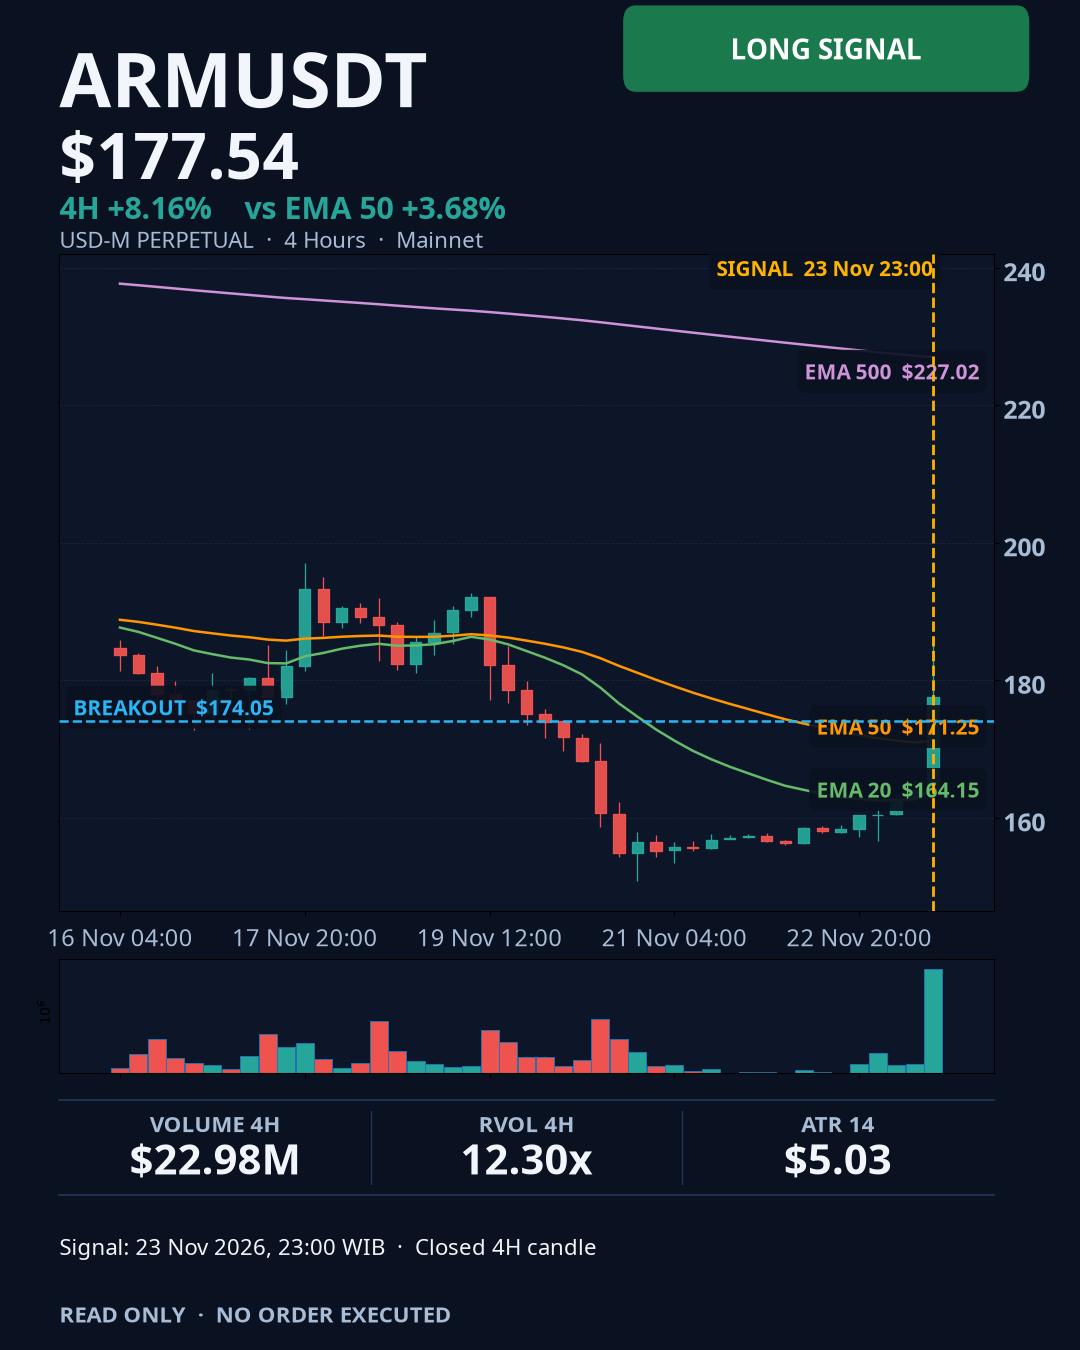 LONG SIGNAL
ARMUSDT
$177.54
4H +8.16% vs EMA 50 +3.68%
USD-M PERPETUAL · 4 Hours · Mainnet
SIGNAL 23 Nov 23:00
240
EMA 500 $227.02
220
200
180
BREAKOUT $174.05
EMA 50 $171.25
EMA 20 $164.15
160
16 Nov 04:00 17 Nov 20:00 19 Nov 12:00 21 Nov 04:00 22 Nov 20:00
10⁶
VOLUME 4H RVOL 4H ATR 14
$22.98M 12.30x $5.03
Signal: 23 Nov 2026, 23:00 WIB · Closed 4H candle
READ ONLY · NO ORDER EXECUTED